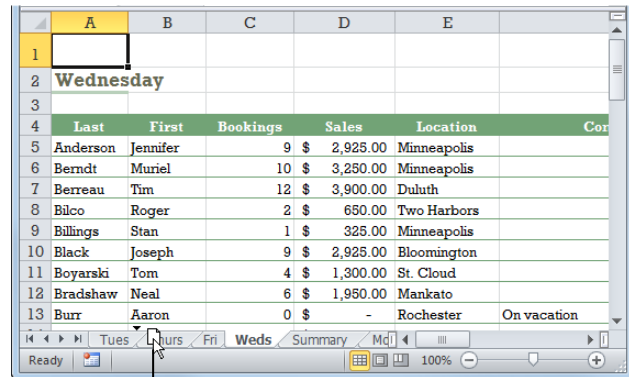 A B C D E
1
2 Wednesday
3
4 Last First Bookings Sales Location Cor
5 Anderson Jennifer 9 $ 2,925.00 Minneapolis
6 Berndt Muriel 10 $ 3,250.00 Minneapolis
7 Berreau Tim 12 $ 3,900.00 Duluth
8 Bilco Roger 2 $ 650.00 Two Harbors
9 Billings Stan 1 $ 325.00 Minneapolis
10 Black Joseph 9 $ 2,925.00 Bloomington
11 Boyarski Tom 4 $ 1,300.00 St. Cloud
12 Bradshaw Neal 6 $ 1,950.00 Mankato
13 Burr Aaron 0 $ - Rochester On vacation
Tues Thurs Fri Weds Summary
Ready 100%